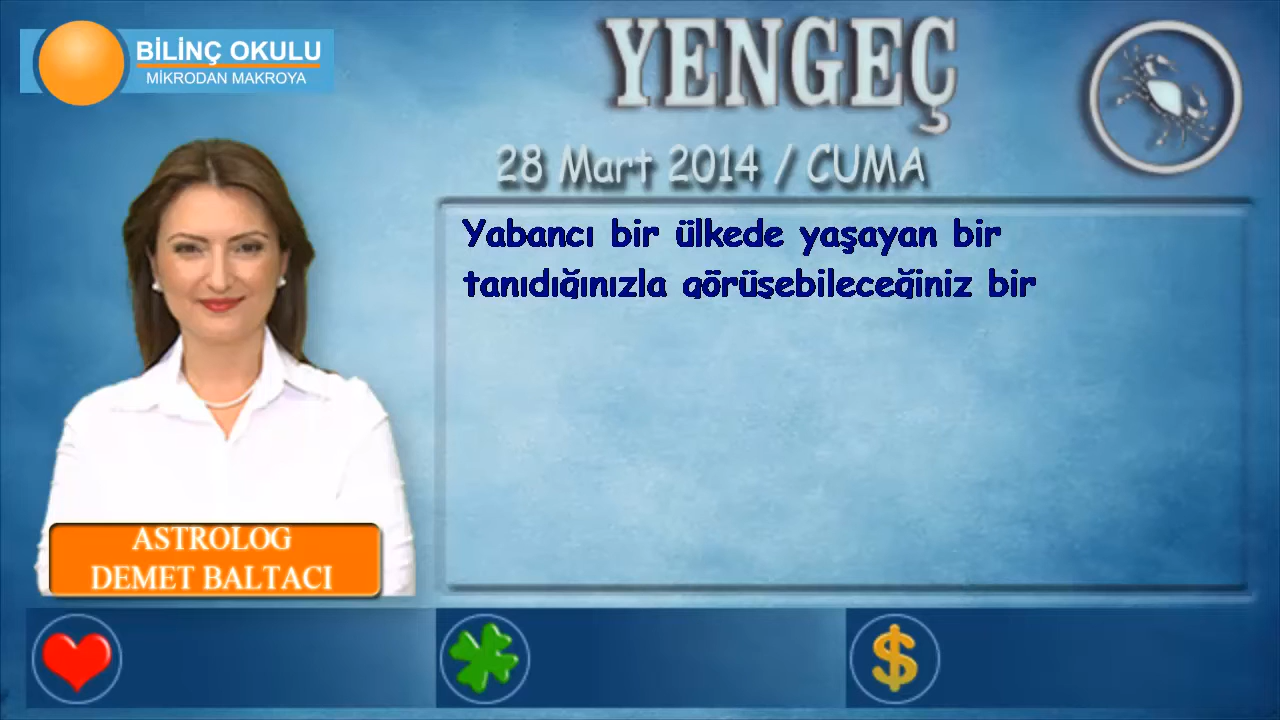 BİLİNÇ OKULU
MİKRODAN MAKROYA
YENGEÇ
28 Mart 2014 / CUMA
Yabancı bir ülkede yaşayan bir
tanıdığınızla görüşebileceğiniz bir
ASTROLOG
DEMET BALTACI